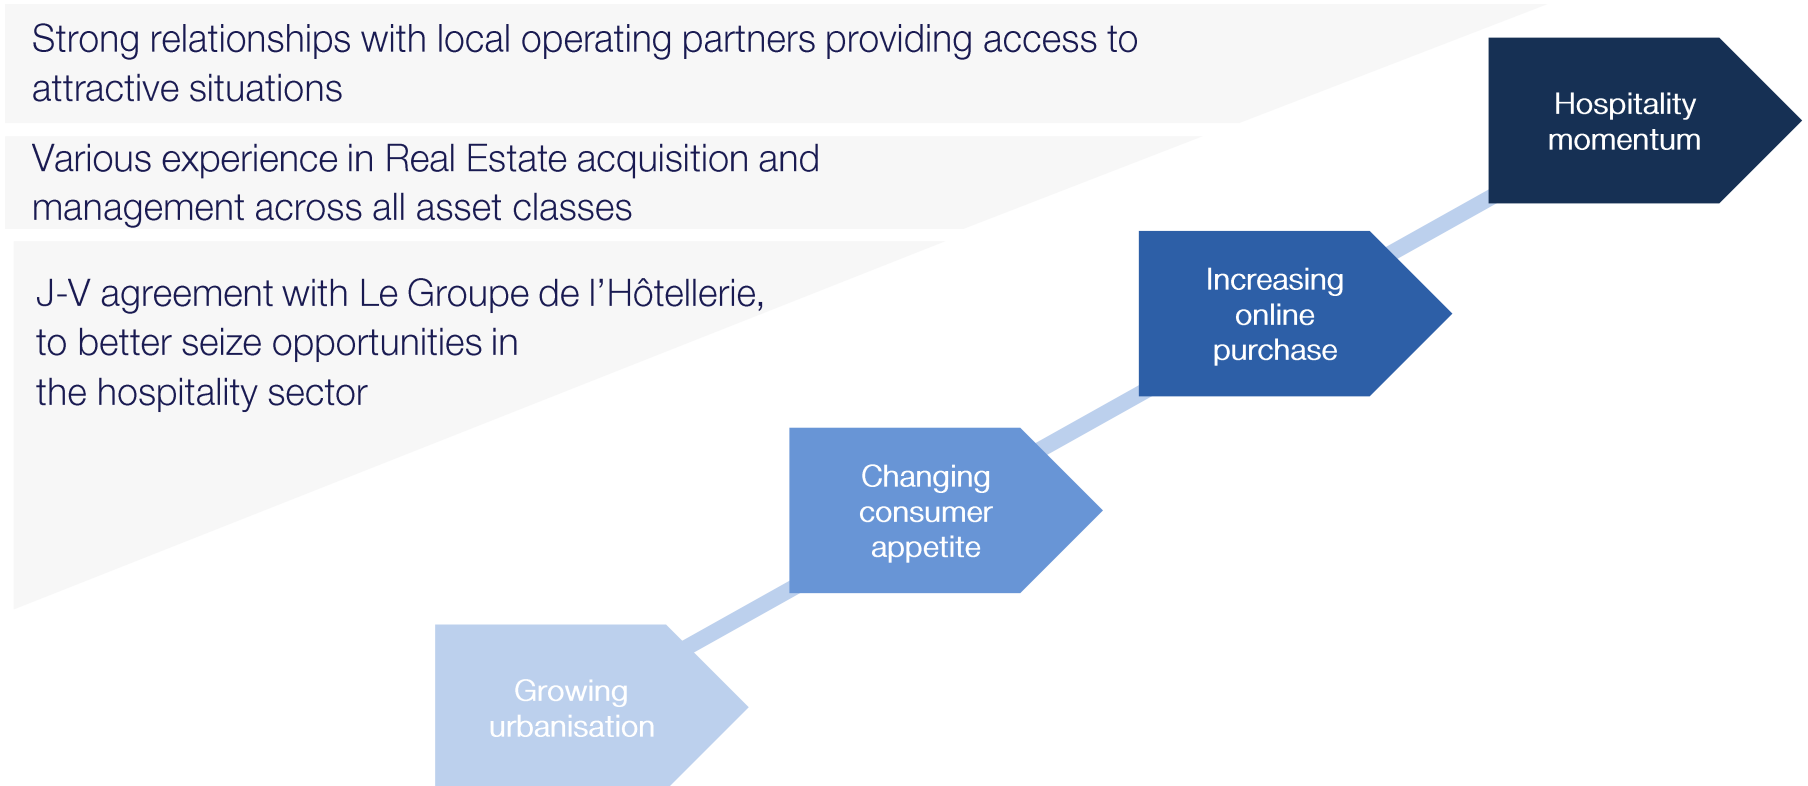 Strong relationships with local operating partners providing access to
attractive situations
Various experience in Real Estate acquisition and
management across all asset classes
J-V agreement with Le Groupe de l’Hôtellerie,
to better seize opportunities in
the hospitality sector
Hospitality
momentum
Increasing
online
purchase
Changing
consumer
appetite
Growing
urbanisation